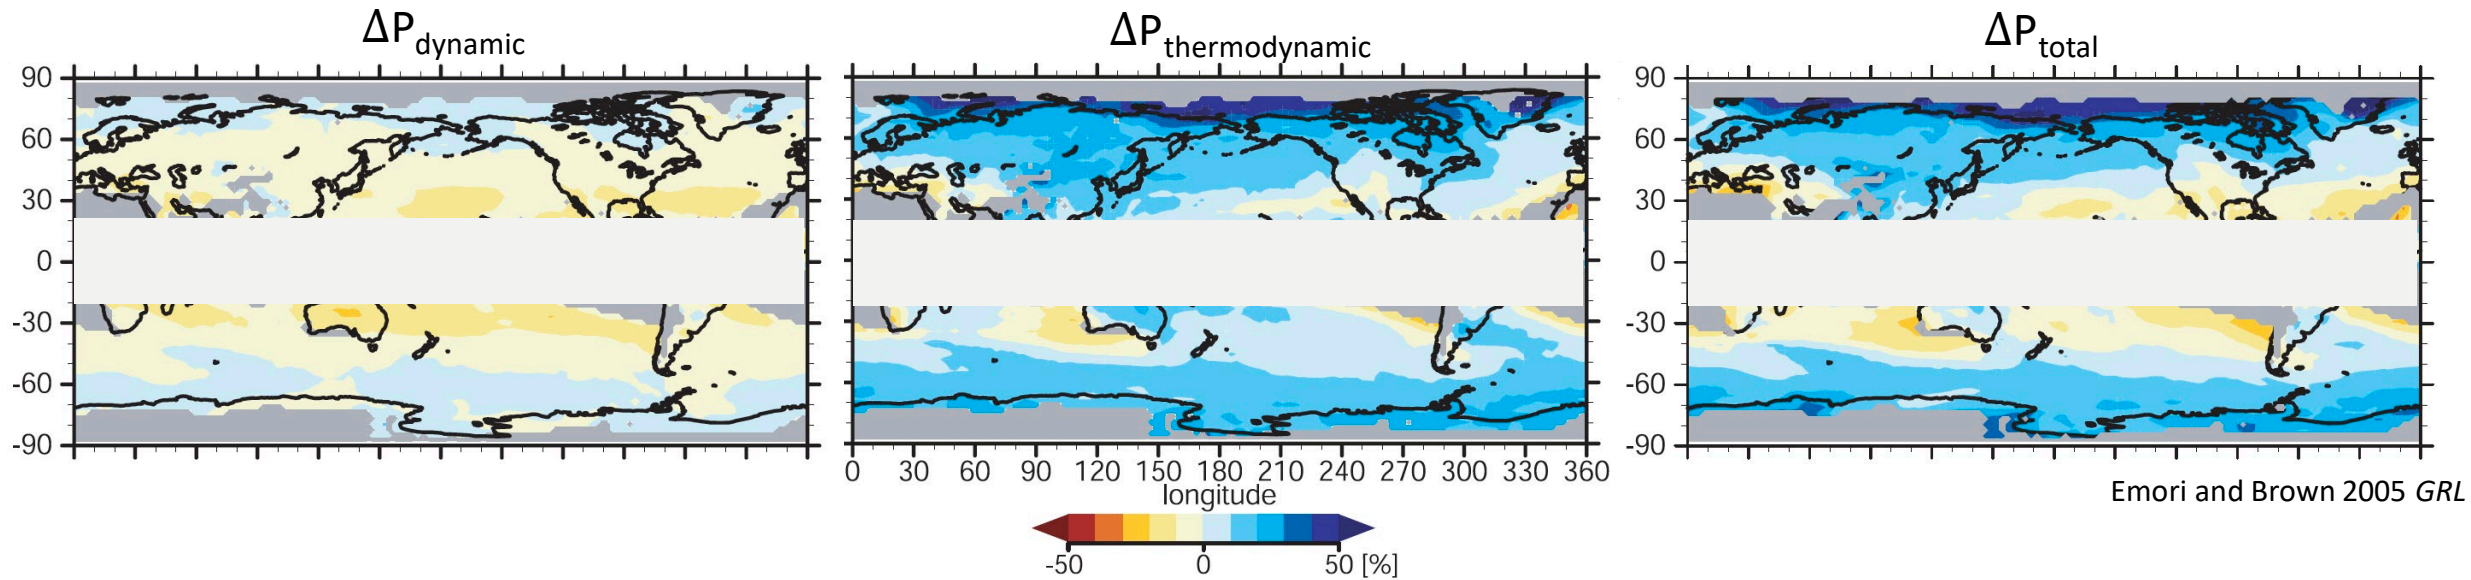 ΔPdynamic
ΔPthermodynamic
ΔPtotal
90
60
30
0
-30
-60
-90
0 30 60 90 120 150 180 210 240 270 300 330 360
longitude
90
60
30
0
-30
-60
-90
Emori and Brown 2005 GRL
-50 0 50 [%]